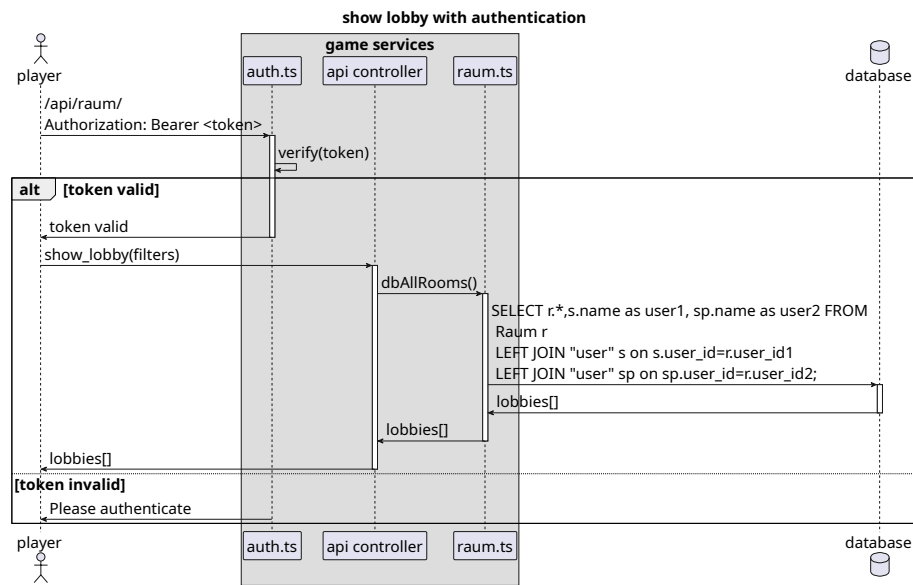 show lobby with authentication
game services
player
auth.ts
api controller
raum.ts
database
/api/raum/
Authorization: Bearer <token>
verify(token)
alt
[token valid]
token valid
show_lobby(filters)
dbAllRooms()
SELECT r.*,s.name as user1, sp.name as user2 FROM
Raum r
LEFT JOIN "user" s on s.user_id=r.user_id1
LEFT JOIN "user" sp on sp.user_id=r.user_id2;
lobbies[]
lobbies[]
lobbies[]
[token invalid]
Please authenticate
player
auth.ts
api controller
raum.ts
database